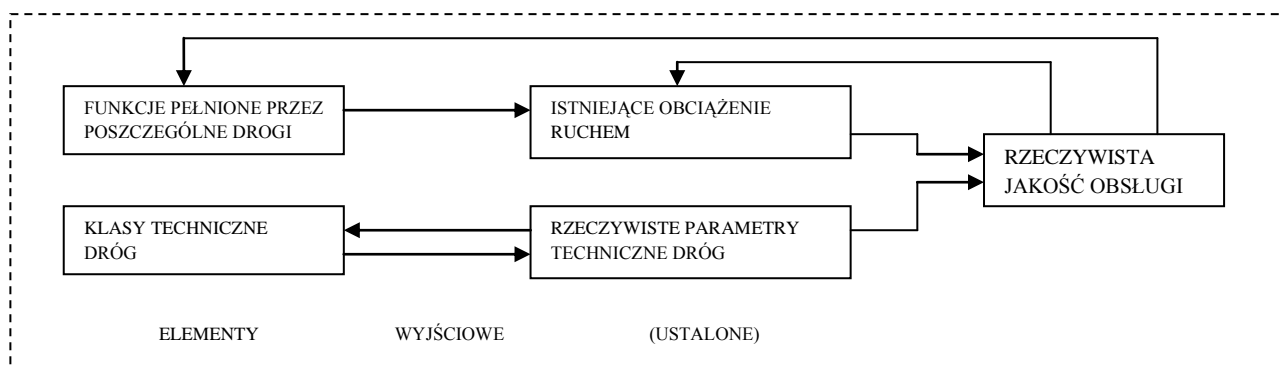 FUNKCJE PEŁNIONE PRZEZ
POSZCZEGÓLNE DROGI
ISTNIEJĄCE OBCIĄŻENIE
RUCHEM
RZECZYWISTA
JAKOŚĆ OBSŁUGI
KLASY TECHNICZNE
DRÓG
RZECZYWISTE PARAMETRY
TECHNICZNE DRÓG
ELEMENTY WYJŚCIOWE (USTALONE)